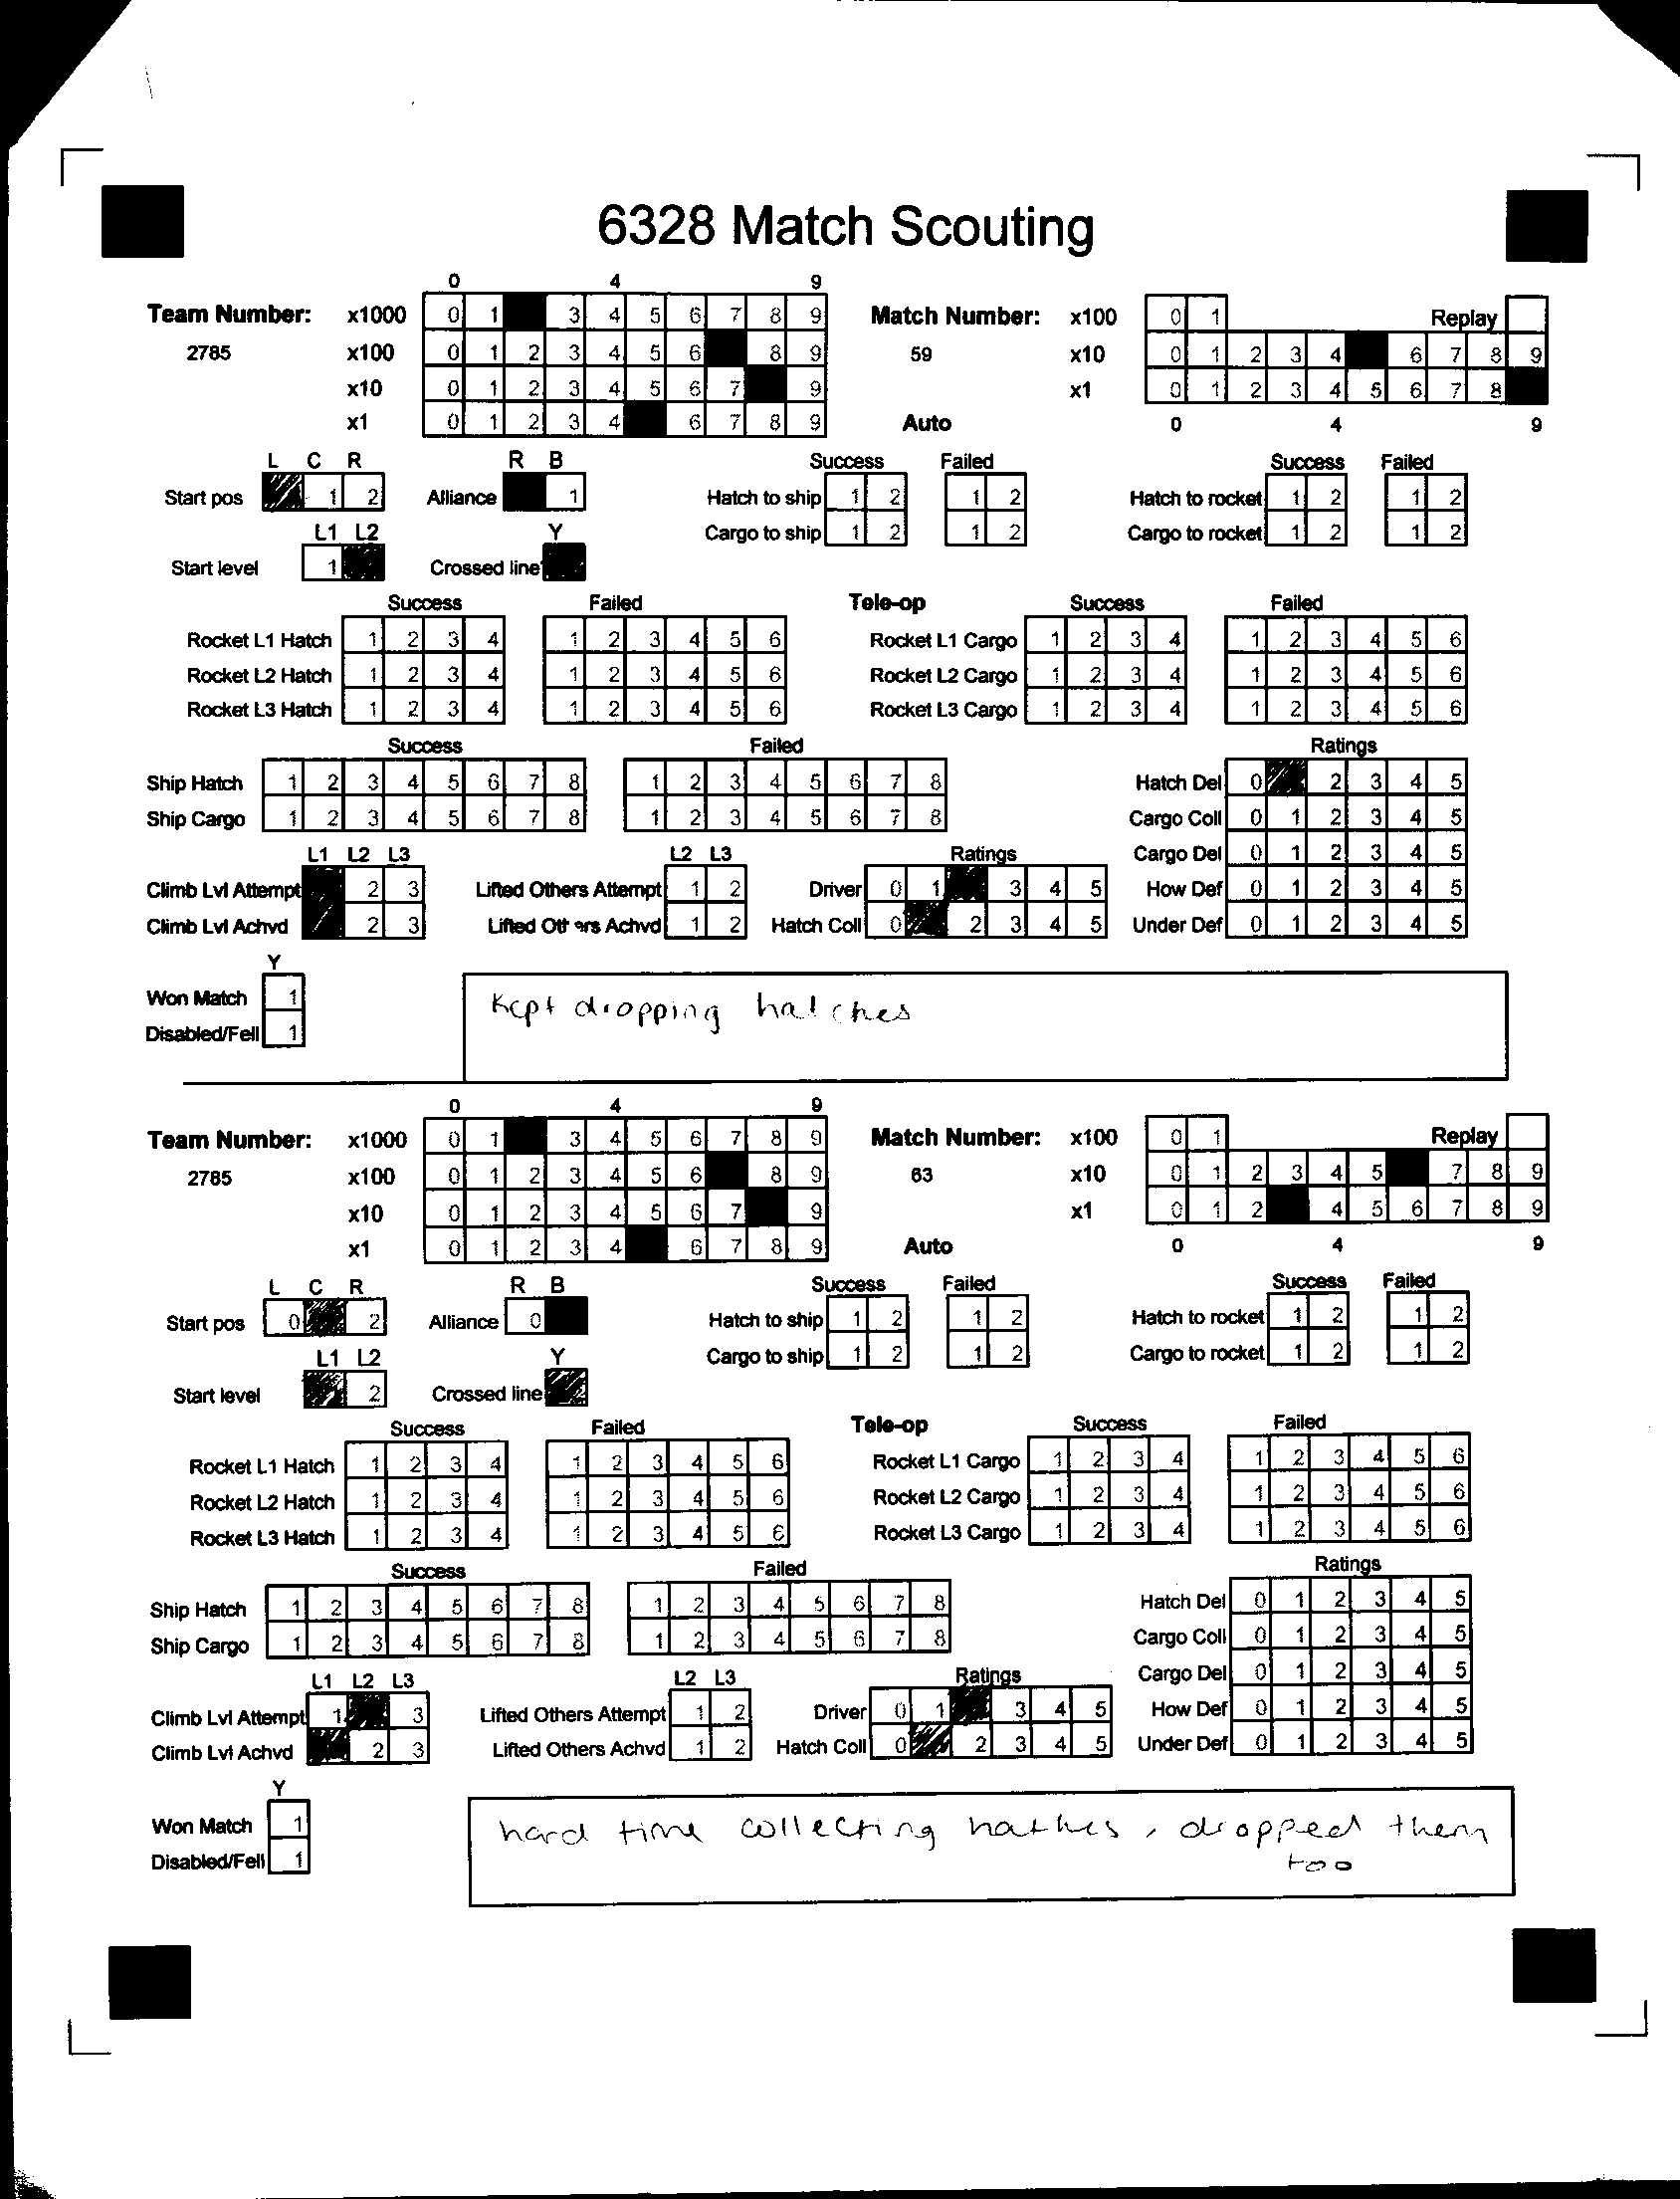 6328 Match Scouting
0 4 9
Team Number: x1000 0 1 3 4 5 6 7 8 9 Match Number: x100 0 1 Replay
2785 x100 0 1 2 3 4 5 6 8 9 59 x10 0 1 2 3 4 6 7 8 9
x10 0 1 2 3 4 5 6 7 9 x1 0 1 2 3 4 5 6 7 8
x1 0 1 2 3 4 6 7 8 9 Auto 0 4 9
L C R R B Success Failed Success Failed
Start pos 1 2 Alliance 1 Hatch to ship 1 2 1 2 Hatch to rocket 1 2 1 2
L1 L2 Y Cargo to ship 1 2 1 2 Cargo to rocket 1 2 1 2
Start level 1 Crossed line
Success Failed Tele-op Success Failed
Rocket L1 Hatch 1 2 3 4 1 2 3 4 5 6 Rocket L1 Cargo 1 2 3 4 1 2 3 4 5 6
Rocket L2 Hatch 1 2 3 4 1 2 3 4 5 6 Rocket L2 Cargo 1 2 3 4 1 2 3 4 5 6
Rocket L3 Hatch 1 2 3 4 1 2 3 4 5 6 Rocket L3 Cargo 1 2 3 4 1 2 3 4 5 6
Success Failed Ratings
Ship Hatch 1 2 3 4 5 6 7 8 1 2 3 4 5 6 7 8 Hatch Del 0 2 3 4 5
Ship Cargo 1 2 3 4 5 6 7 8 1 2 3 4 5 6 7 8 Cargo Coll 0 1 2 3 4 5
L1 L2 L3 L2 L3 Ratings Cargo Del 0 1 2 3 4 5
Climb Lvl Attempt 2 3 Lifted Others Attempt 1 2 Driver 0 1 3 4 5 How Def 0 1 2 3 4 5
Climb Lvl Achvd 2 3 Lifted Others Achvd 1 2 Hatch Coll 0 2 3 4 5 Under Def 0 1 2 3 4 5
Y
Won Match 1 Kept dropping hatches
Disabled/Fell 1
0 4 9
Team Number: x1000 0 1 3 4 5 6 7 8 9 Match Number: x100 0 1 Replay
2785 x100 0 1 2 3 4 5 6 8 9 63 x10 0 1 2 3 4 5 7 8 9
x10 0 1 2 3 4 5 6 7 9 x1 0 1 2 4 5 6 7 8 9
x1 0 1 2 3 4 6 7 8 9 Auto 0 4 9
L C R R B Success Failed Success Failed
Start pos 0 2 Alliance 0 Hatch to ship 1 2 1 2 Hatch to rocket 1 2 1 2
L1 L2 Y Cargo to ship 1 2 1 2 Cargo to rocket 1 2 1 2
Start level 2 Crossed line
Success Failed Tele-op Success Failed
Rocket L1 Hatch 1 2 3 4 1 2 3 4 5 6 Rocket L1 Cargo 1 2 3 4 1 2 3 4 5 6
Rocket L2 Hatch 1 2 3 4 1 2 3 4 5 6 Rocket L2 Cargo 1 2 3 4 1 2 3 4 5 6
Rocket L3 Hatch 1 2 3 4 1 2 3 4 5 6 Rocket L3 Cargo 1 2 3 4 1 2 3 4 5 6
Success Failed Ratings
Ship Hatch 1 2 3 4 5 6 7 8 1 2 3 4 5 6 7 8 Hatch Del 0 1 2 3 4 5
Ship Cargo 1 2 3 4 5 6 7 8 1 2 3 4 5 6 7 8 Cargo Coll 0 1 2 3 4 5
L1 L2 L3 L2 L3 Ratings Cargo Del 0 1 2 3 4 5
Climb Lvl Attempt 1 3 Lifted Others Attempt 1 2 Driver 0 1 3 4 5 How Def 0 1 2 3 4 5
Climb Lvl Achvd 2 3 Lifted Others Achvd 1 2 Hatch Coll 0 2 3 4 5 Under Def 0 1 2 3 4 5
Y
Won Match 1 hard time collecting hatches, dropped them
Disabled/Fell 1 too